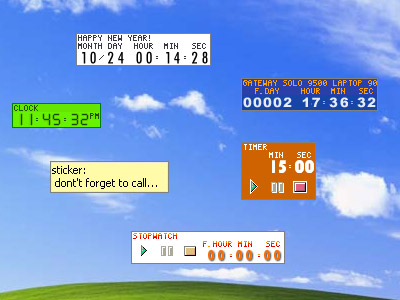 HAPPY NEW YEAR!
MONTH DAY HOUR MIN SEC
10/24 00:14:28
GATEWAY SOLO 9500 LAPTOP 90
F.DAY HOUR MIN SEC
00002 17:36:32
CLOCK
11:45:32PM
TIMER
MIN SEC
15:00
sticker:
don't forget to call...
STOPWATCH
F.HOUR MIN SEC
00:00:00